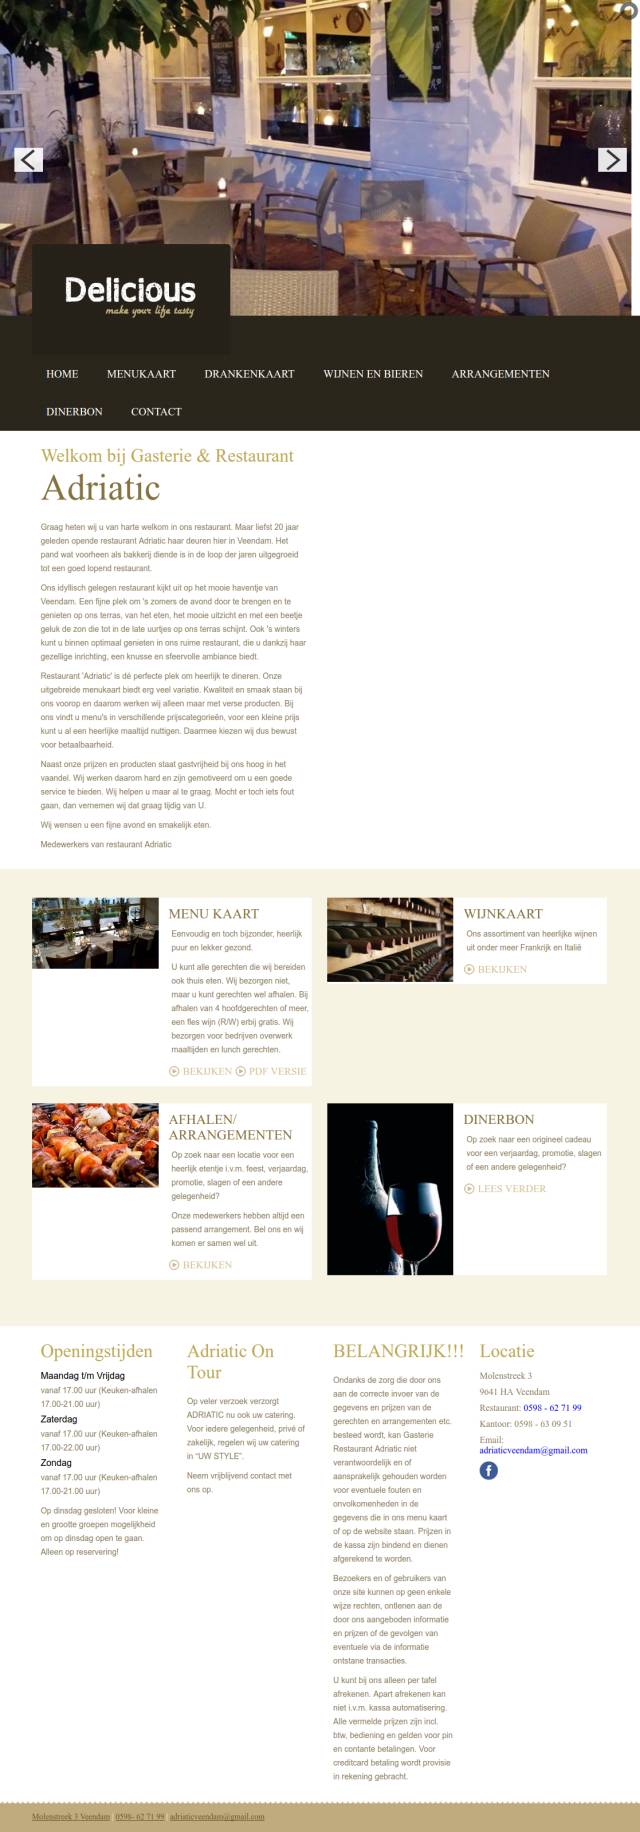 Delicious
make your life tasty
HOME MENUKAART DRANKENKAART WIJNEN EN BIEREN ARRANGEMENTEN
DINERBON CONTACT
Welkom bij Gasterie & Restaurant
Adriatic
Graag heten wij u van harte welkom in ons restaurant. Maar liefst 20 jaar
geleden opende restaurant Adriatic haar deuren hier in Veendam. Het
pand wat voorheen als bakkerij diende is in de loop der jaren uitgegroeid
tot een goed lopend restaurant.
Ons idyllisch gelegen restaurant kijkt uit op het mooie haventje van
Veendam. Een fijne plek om 's zomers de avond door te brengen en te
genieten op ons terras, van het eten, het mooie uitzicht en met een beetje
geluk de zon die tot in de late uurtjes op ons terras schijnt. Ook 's winters
kunt u binnen optimaal genieten in ons ruime restaurant, die u dankzij haar
gezellige inrichting, een knusse en sfeervolle ambiance biedt.
Restaurant 'Adriatic' is dé perfecte plek om heerlijk te dineren. Onze
uitgebreide menukaart biedt erg veel variatie. Kwaliteit en smaak staan bij
ons voorop en daarom werken wij alleen maar met verse producten. Bij
ons vindt u menu's in verschillende prijscategorieën, voor een kleine prijs
kunt u al een heerlijke maaltijd nuttigen. Daarmee kiezen wij dus bewust
voor betaalbaarheid.
Naast onze prijzen en producten staat gastvrijheid bij ons hoog in het
vaandel. Wij werken daarom hard en zijn gemotiveerd om u een goede
service te bieden. Wij helpen u maar al te graag. Mocht er toch iets fout
gaan, dan vernemen wij dat graag tijdig van U.
Wij wensen u een fijne avond en smakelijk eten.
Medewerkers van restaurant Adriatic
MENU KAART
Eenvoudig en toch bijzonder, heerlijk
puur en lekker gezond.
U kunt alle gerechten die wij bereiden
ook thuis eten. Wij bezorgen niet,
maar u kunt gerechten wel afhalen. Bij
afhalen van 4 hoofdgerechten of meer,
een fles wijn (R/W) erbij gratis. Wij
bezorgen voor bedrijven overwerk
maaltijden en lunch gerechten.
BEKIJKEN PDF VERSIE
WIJNKAART
Ons assortiment van heerlijke wijnen
uit onder meer Frankrijk en Italië
BEKIJKEN
AFHALEN/
ARRANGEMENTEN
Op zoek naar een locatie voor een
heerlijk etentje i.v.m. feest, verjaardag,
promotie, slagen of een andere
gelegenheid?
Onze medewerkers hebben altijd een
passend arrangement. Bel ons en wij
komen er samen wel uit.
BEKIJKEN
DINERBON
Op zoek naar een origineel cadeau
voor een verjaardag, promotie, slagen
of een andere gelegenheid?
LEES VERDER
Openingstijden
Maandag t/m Vrijdag
vanaf 17.00 uur (Keuken-afhalen
17.00-21.00 uur)
Zaterdag
vanaf 17.00 uur (Keuken-afhalen
17.00-22.00 uur)
Zondag
vanaf 17.00 uur (Keuken-afhalen
17.00-21.00 uur)
Op dinsdag gesloten! Voor kleine
en grootte groepen mogelijkheid
om op dinsdag open te gaan.
Alleen op reservering!
Adriatic On
Tour
Op veler verzoek verzorgt
ADRIATIC nu ook uw catering.
Voor iedere gelegenheid, privé of
zakelijk, regelen wij uw catering
in “UW STYLE”.
Neem vrijblijvend contact met
ons op.
BELANGRIJK!!!
Ondanks de zorg die door ons
aan de correcte invoer van de
gegevens en prijzen van de
gerechten en arrangementen etc.
besteed wordt, kan Gasterie
Restaurant Adriatic niet
verantwoordelijk en of
aansprakelijk gehouden worden
voor eventuele fouten en
onvolkomenheden in de
gegevens die in ons menu kaart
of op de website staan. Prijzen in
de kassa zijn bindend en dienen
afgerekend te worden.
Bezoekers en of gebruikers van
onze site kunnen op geen enkele
wijze rechten, ontlenen aan de
door ons aangeboden informatie
en prijzen of de gevolgen van
eventuele via de informatie
ontstane transacties.
U kunt bij ons alleen per tafel
afrekenen. Apart afrekenen kan
niet i.v.m. kassa automatisering.
Alle vermelde prijzen zijn incl.
btw, bediening en gelden voor pin
en contante betalingen. Voor
creditcard betaling wordt provisie
in rekening gebracht.
Locatie
Molenstreek 3
9641 HA Veendam
Restaurant: 0598 - 62 71 99
Kantoor: 0598 - 63 09 51
Email:
adriaticveendam@gmail.com
Molenstreek 3 Veendam | 0598- 62 71 99 | adriaticveendam@gmail.com